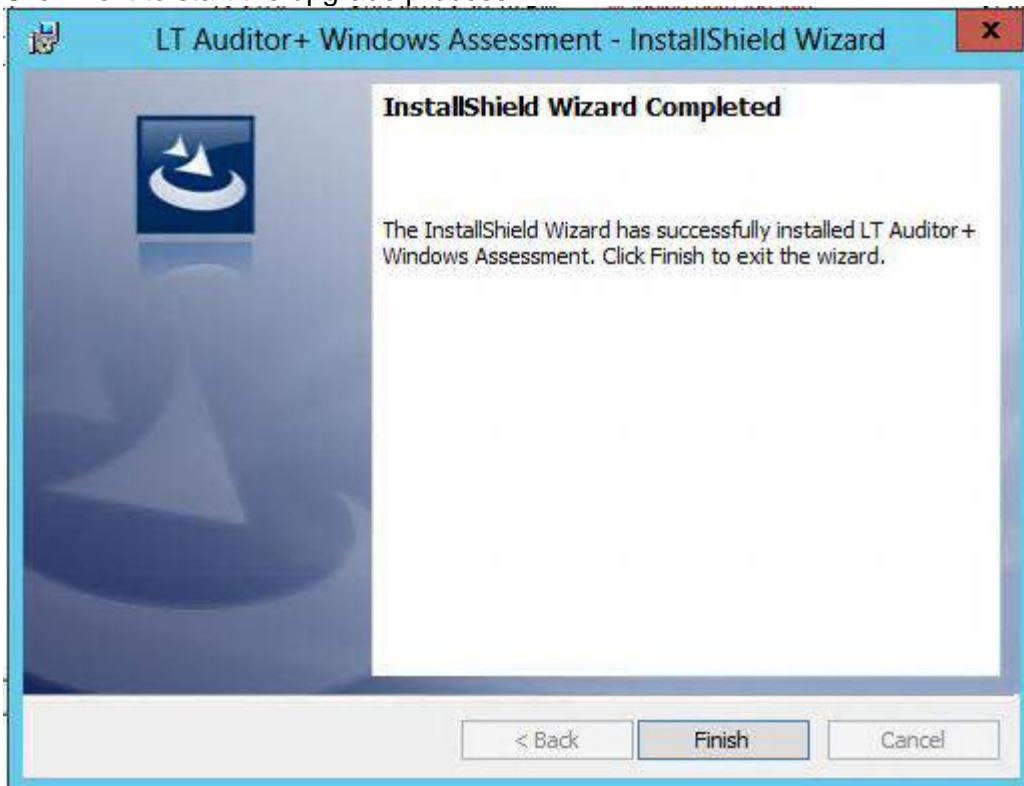 LT Auditor+ Windows Assessment - InstallShield Wizard
x
InstallShield Wizard Completed
The InstallShield Wizard has successfully installed LT Auditor+
Windows Assessment. Click Finish to exit the wizard.
< Back
Finish
Cancel